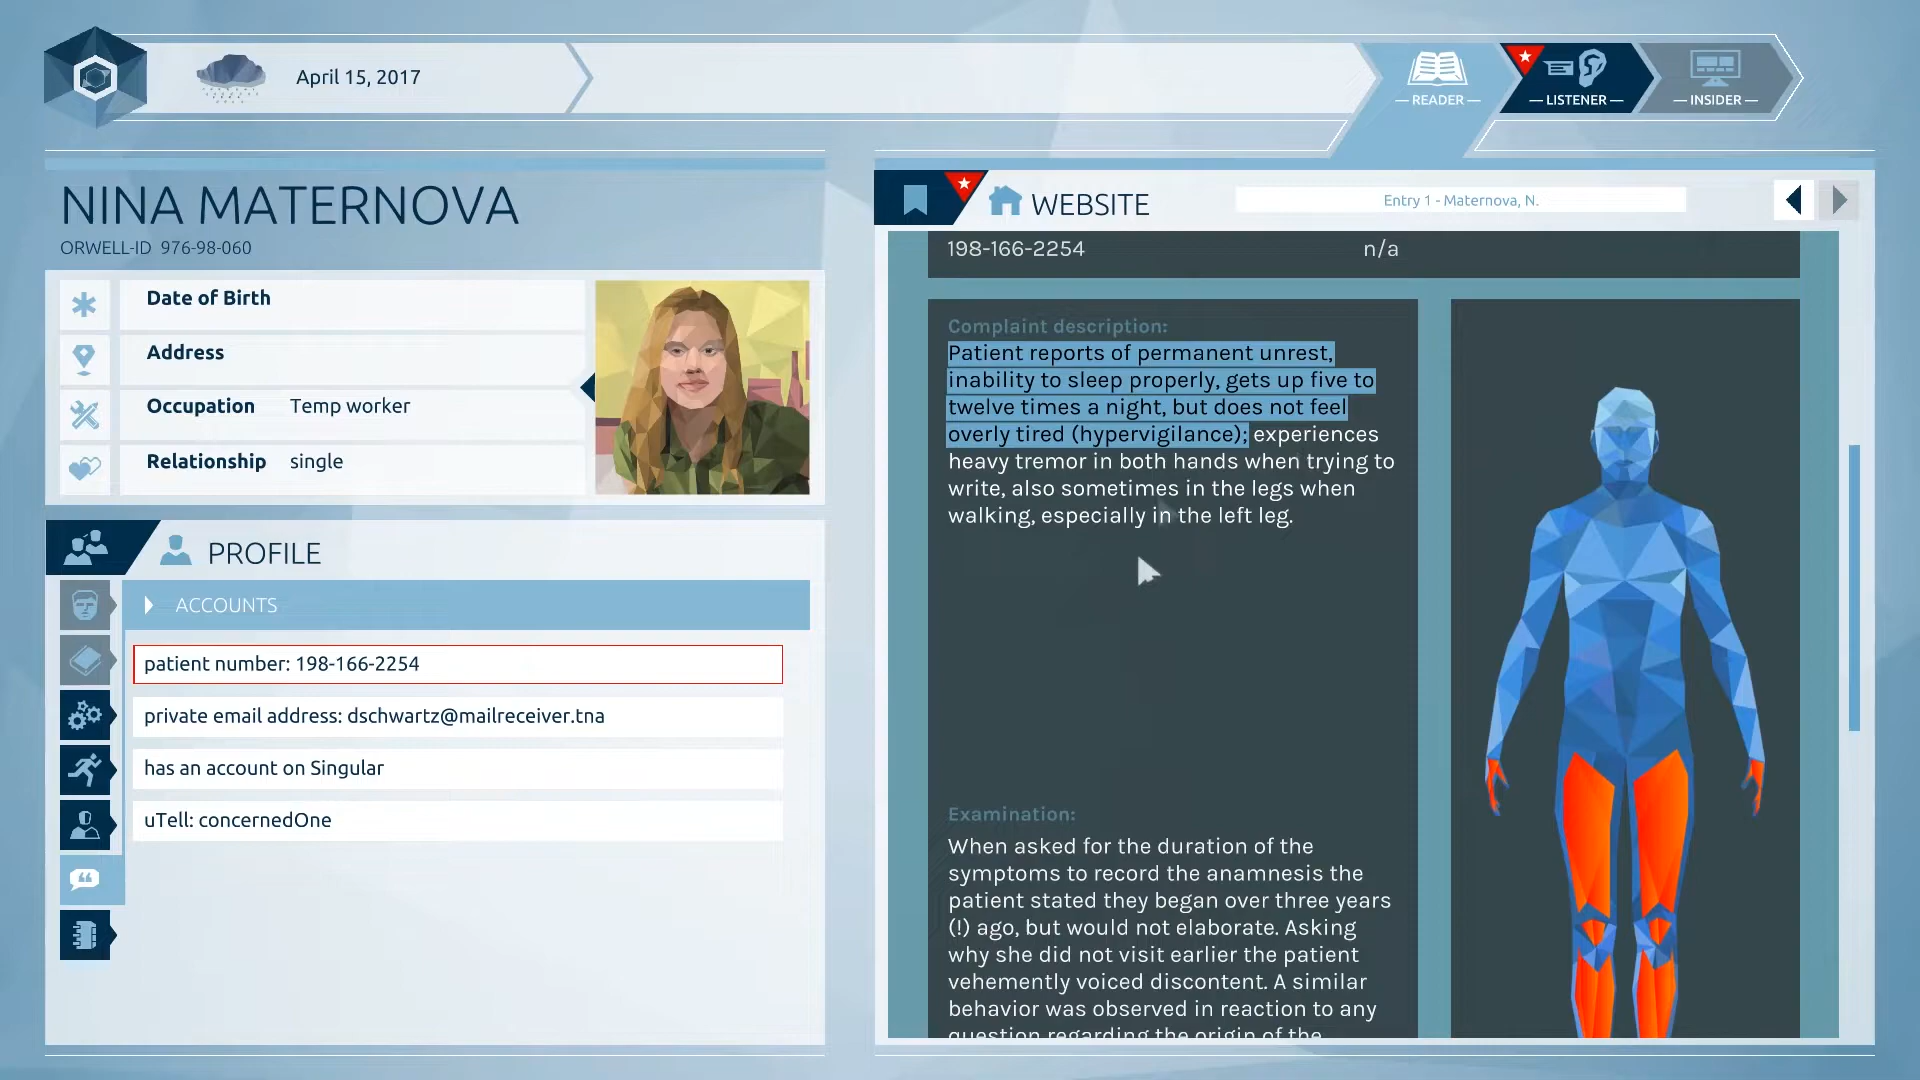 April 15, 2017
READER
LISTENER
INSIDER
NINA MATERNOVA
ORWELL-ID 976-98-060
Date of Birth
Address
Occupation Temp worker
Relationship single
PROFILE
ACCOUNTS
patient number: 198-166-2254
private email address: dschwartz@mailreceiver.tna
has an account on Singular
uTell: concernedOne
WEBSITE
Entry 1 - Maternova, N.
198-166-2254 n/a
Complaint description:
Patient reports of permanent unrest,
inability to sleep properly, gets up five to
twelve times a night, but does not feel
overly tired (hypervigilance); experiences
heavy tremor in both hands when trying to
write, also sometimes in the legs when
walking, especially in the left leg.
Examination:
When asked for the duration of the
symptoms to record the anamnesis the
patient stated they began over three years
(!) ago, but would not elaborate. Asking
why she did not visit earlier the patient
vehemently voiced discontent. A similar
behavior was observed in reaction to any
question regarding the origin of the